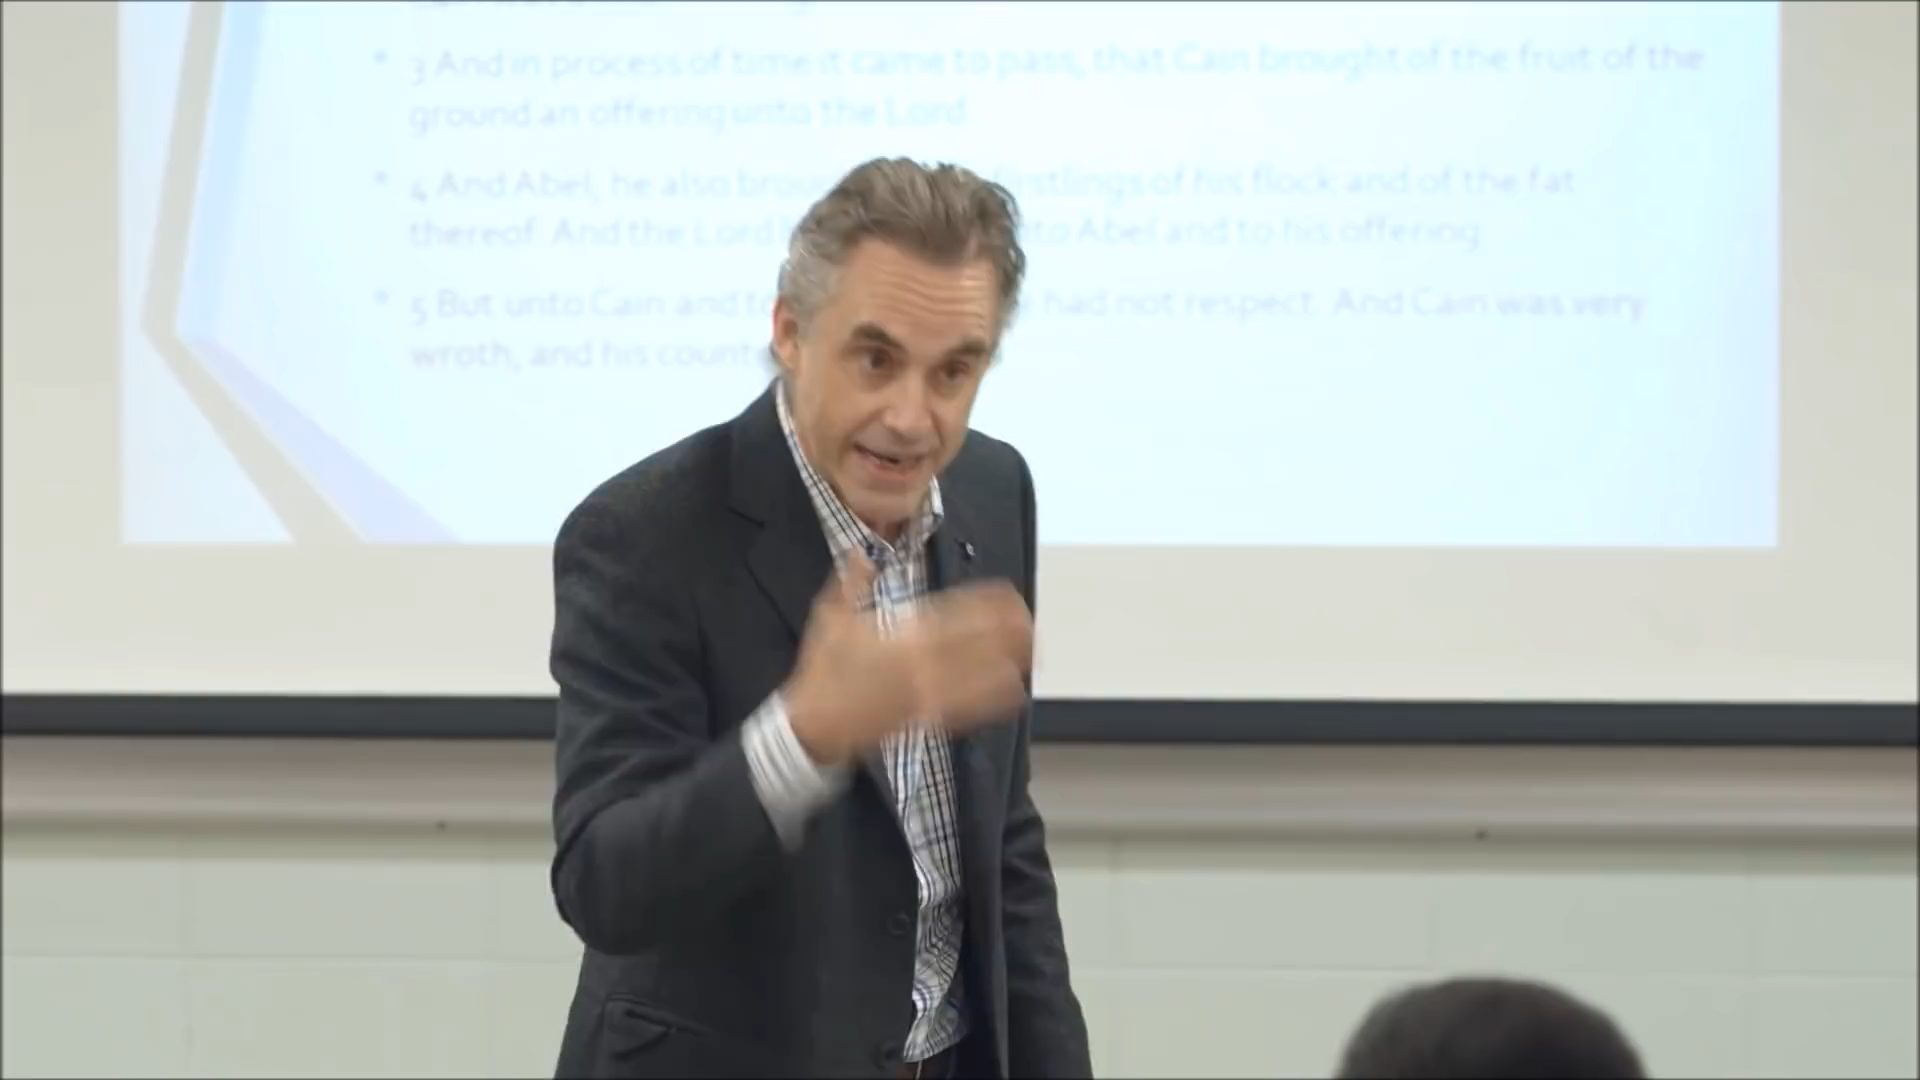 * 3 And in process of time it came to pass, that Cain brought of the fruit of the
ground an offering unto the Lord
* 4 And Abel, he also firstlings of his flock and of the fat
thereof. And the Lord Abel and to his offering
* 5 But unto Cain and had not respect. And Cain was very
wroth, and his